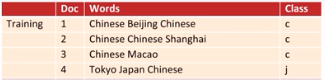 Doc Words Class
Training 1 Chinese Beijing Chinese c
2 Chinese Chinese Shanghai c
3 Chinese Macao c
4 Tokyo Japan Chinese j